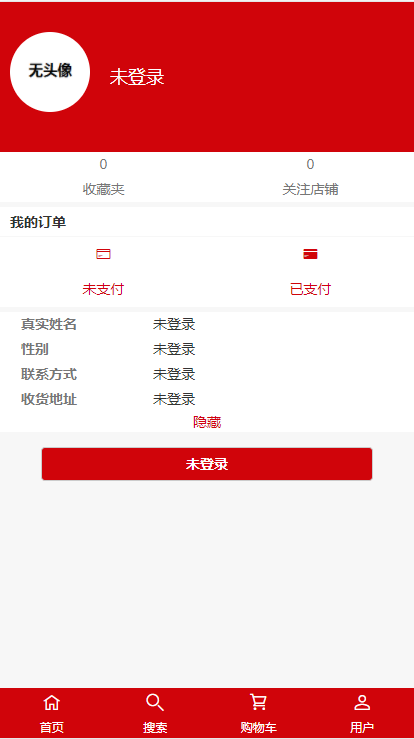 无头像
未登录
0 0
收藏夹 关注店铺
我的订单
未支付 已支付
真实姓名 未登录
性别 未登录
联系方式 未登录
收货地址 未登录
隐藏
未登录
首页 搜索 购物车 用户